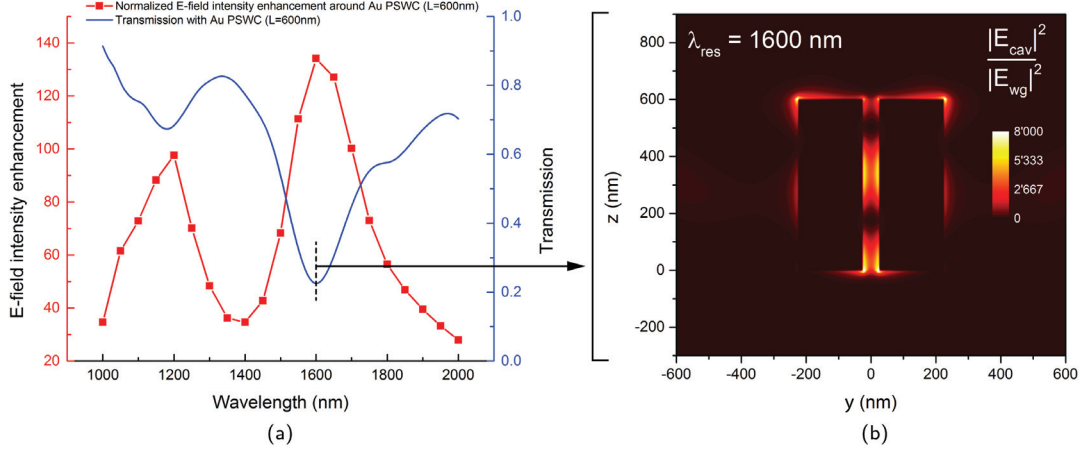 Normalized E-field intensity enhancement around Au PSWC (L=600nm)
Transmission with Au PSWC (L=600nm)
E-field intensity enhancement
140
120
100
80
60
40
20
1.0
0.8
0.6
0.4
0.2
0.0
Transmission
1000 1200 1400 1600 1800 2000
Wavelength (nm)
(a)
λres = 1600 nm
|Ecav|²
|Ewg|²
8'000
5'333
2'667
0
z (nm)
800
600
400
200
0
-200
-600 -400 -200 0 200 400 600
y (nm)
(b)